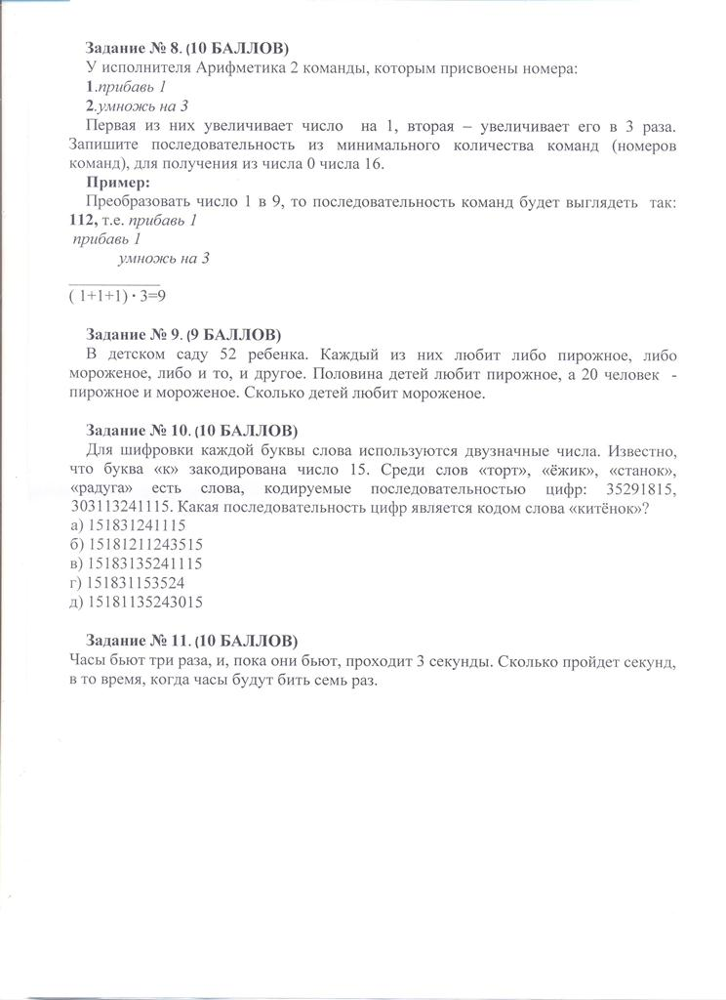 Задание № 8. (10 БАЛЛОВ)
У исполнителя Арифметика 2 команды, которым присвоены номера:
1.прибавь 1
2.умножь на 3
Первая из них увеличивает число на 1, вторая – увеличивает его в 3 раза.
Запишите последовательность из минимального количества команд (номеров
команд), для получения из числа 0 числа 16.
Пример:
Преобразовать число 1 в 9, то последовательность команд будет выглядеть так:
112, т.е. прибавь 1
прибавь 1
умножь на 3
( 1+1+1) · 3=9
Задание № 9. (9 БАЛЛОВ)
В детском саду 52 ребенка. Каждый из них любит либо пирожное, либо
мороженое, либо и то, и другое. Половина детей любит пирожное, а 20 человек -
пирожное и мороженое. Сколько детей любит мороженое.
Задание № 10. (10 БАЛЛОВ)
Для шифровки каждой буквы слова используются двузначные числа. Известно,
что буква «к» закодирована число 15. Среди слов «торт», «ёжик», «станок»,
«радуга» есть слова, кодируемые последовательностью цифр: 35291815,
303113241115. Какая последовательность цифр является кодом слова «китёнок»?
а) 151831241115
б) 15181211243515
в) 15183135241115
г) 151831153524
д) 15181135243015
Задание № 11. (10 БАЛЛОВ)
Часы бьют три раза, и, пока они бьют, проходит 3 секунды. Сколько пройдет секунд,
в то время, когда часы будут бить семь раз.